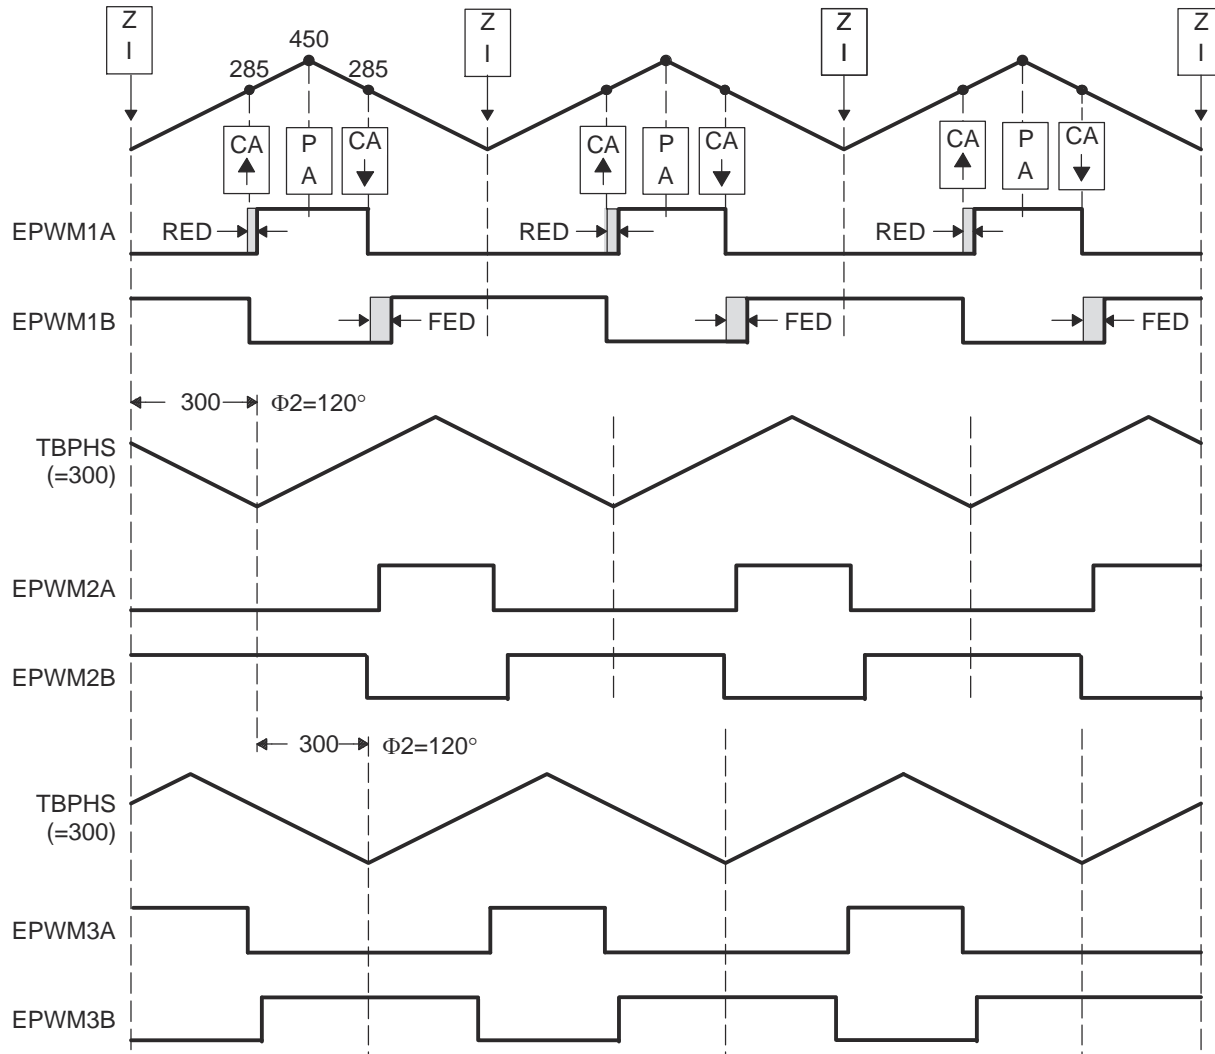 Z
I
Z
I
Z
I
Z
I
450
285
285
CA
P
A
CA
CA
P
A
CA
CA
P
A
CA
EPWM1A
RED
RED
RED
EPWM1B
FED
FED
FED
300
Φ2=120°
TBPHS
(=300)
EPWM2A
EPWM2B
300
Φ2=120°
TBPHS
(=300)
EPWM3A
EPWM3B